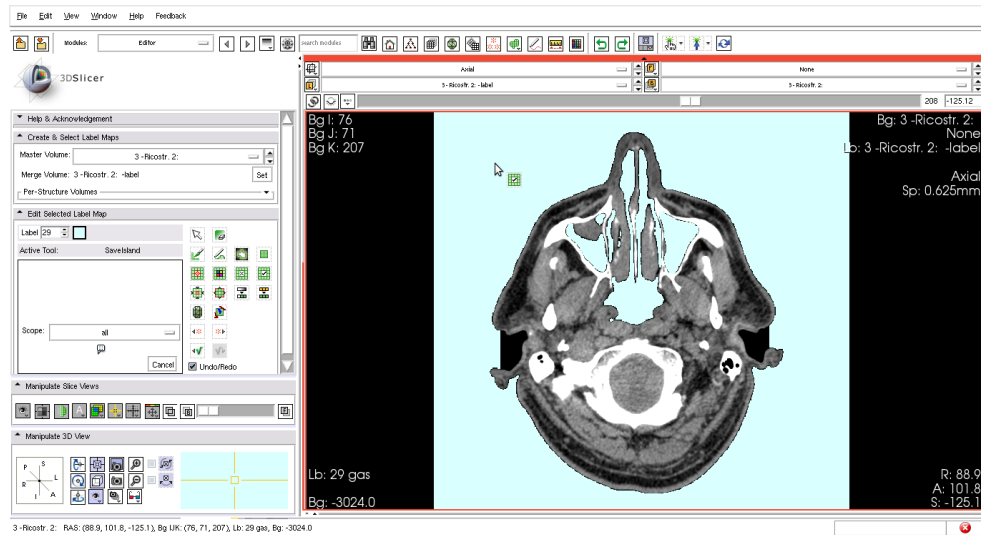 File Edit View Window Help Feedback
Modules: Editor search modules
3DSlicer
Help & Acknowledgement
Create & Select Label Maps
Master Volume: 3 -Ricostr. 2:
Merge Volume: 3 -Ricostr. 2: -label Set
Per-Structure Volumes
Edit Selected Label Map
Label 29
Active Tool: SaveIsland
Scope: all
Cancel
Undo/Redo
Manipulate Slice Views
Manipulate 3D View
P S
R L
I A
Axial None
3 -Ricostr. 2: -label 3 -Ricostr. 2:
208 -125.12
Bg I: 76
Bg J: 71
Bg K: 207
Bg: 3 -Ricostr. 2:
None
Lb: 3 -Ricostr. 2: -label
Axial
Sp: 0.625mm
Lb: 29 gas
Bg: -3024.0
R: 88.9
A: 101.8
S: -125.1
3 -Ricostr. 2: RAS: (88.9, 101.8, -125.1), Bg IJK: (76, 71, 207), Lb: 29 gas, Bg: -3024.0